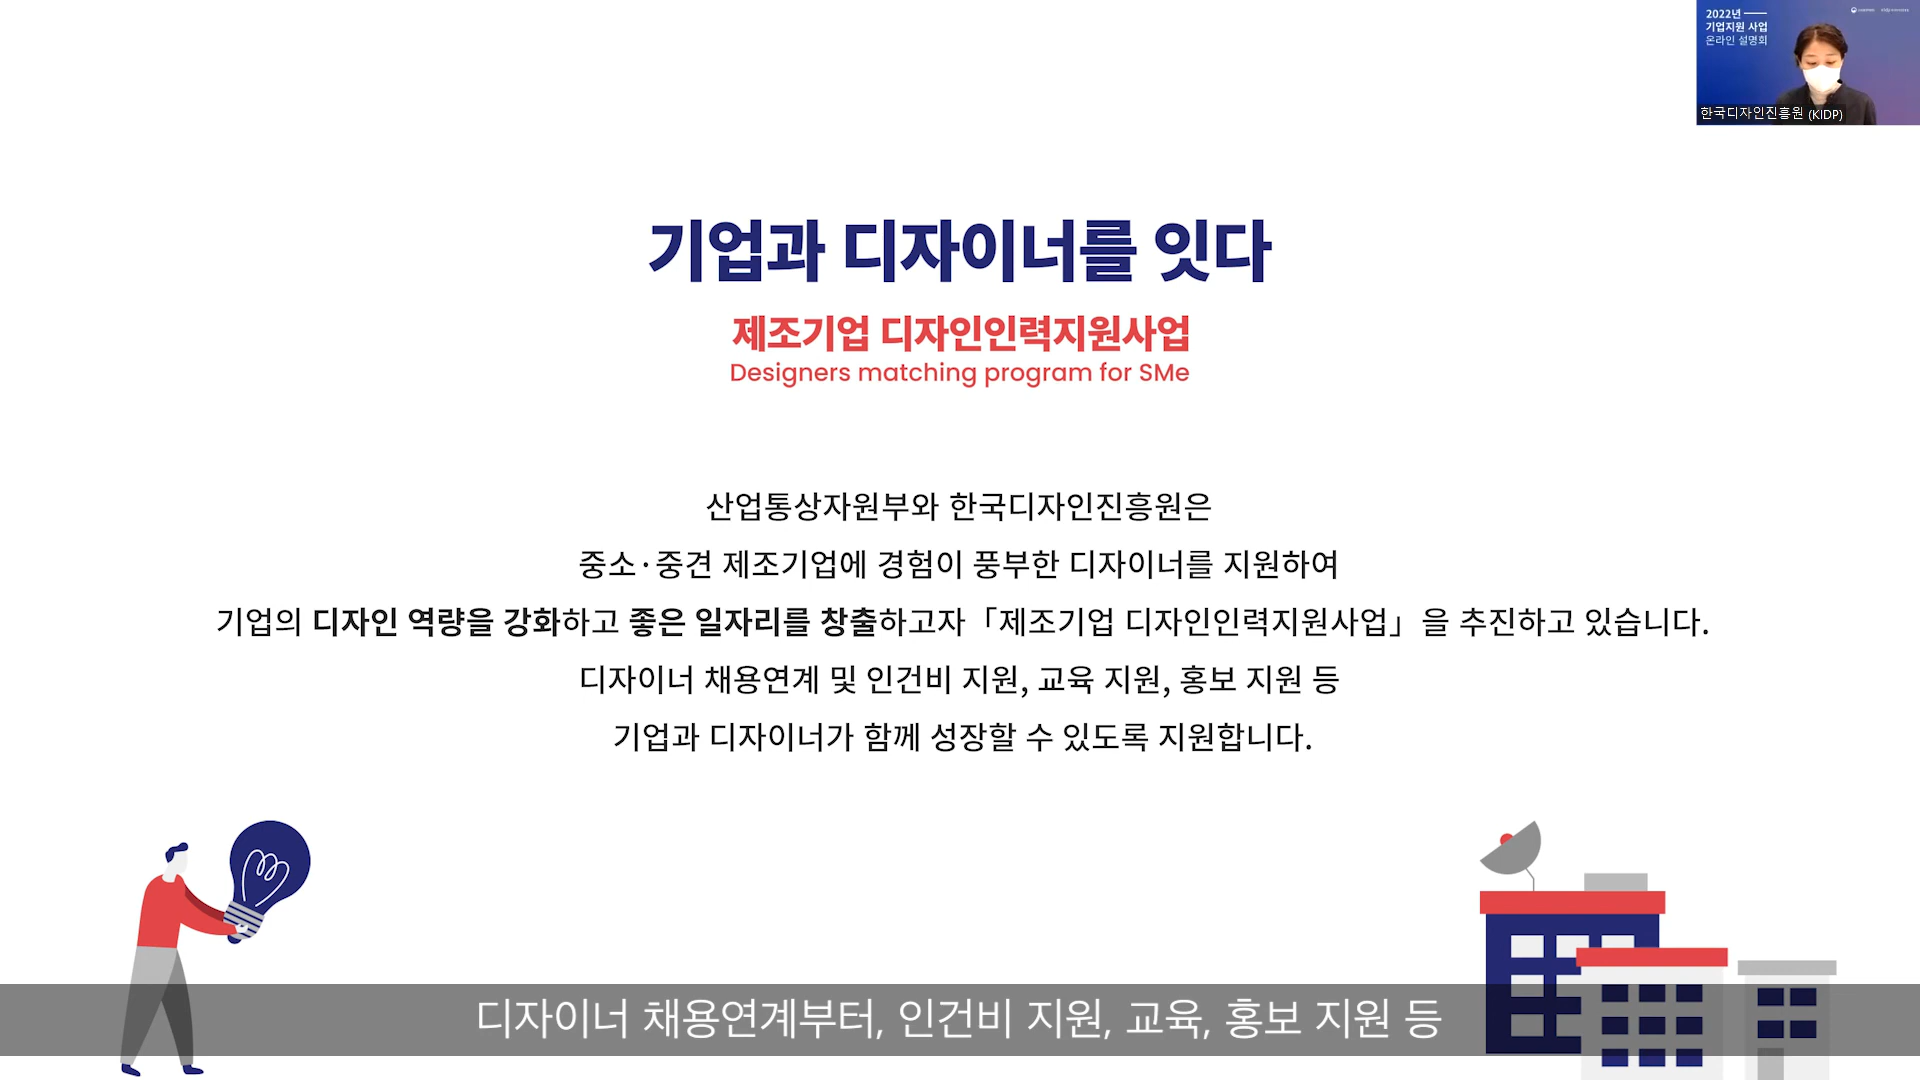 2022년
기업지원 사업
온라인 설명회
한국디자인진흥원 (KIDP)
기업과 디자이너를 잇다
제조기업 디자인인력지원사업
Designers matching program for SMe
산업통상자원부와 한국디자인진흥원은
중소·중견 제조기업에 경험이 풍부한 디자이너를 지원하여
기업의 디자인 역량을 강화하고 좋은 일자리를 창출하고자「제조기업 디자인인력지원사업」을 추진하고 있습니다.
디자이너 채용연계 및 인건비 지원, 교육 지원, 홍보 지원 등
기업과 디자이너가 함께 성장할 수 있도록 지원합니다.
디자이너 채용연계부터, 인건비 지원, 교육, 홍보 지원 등